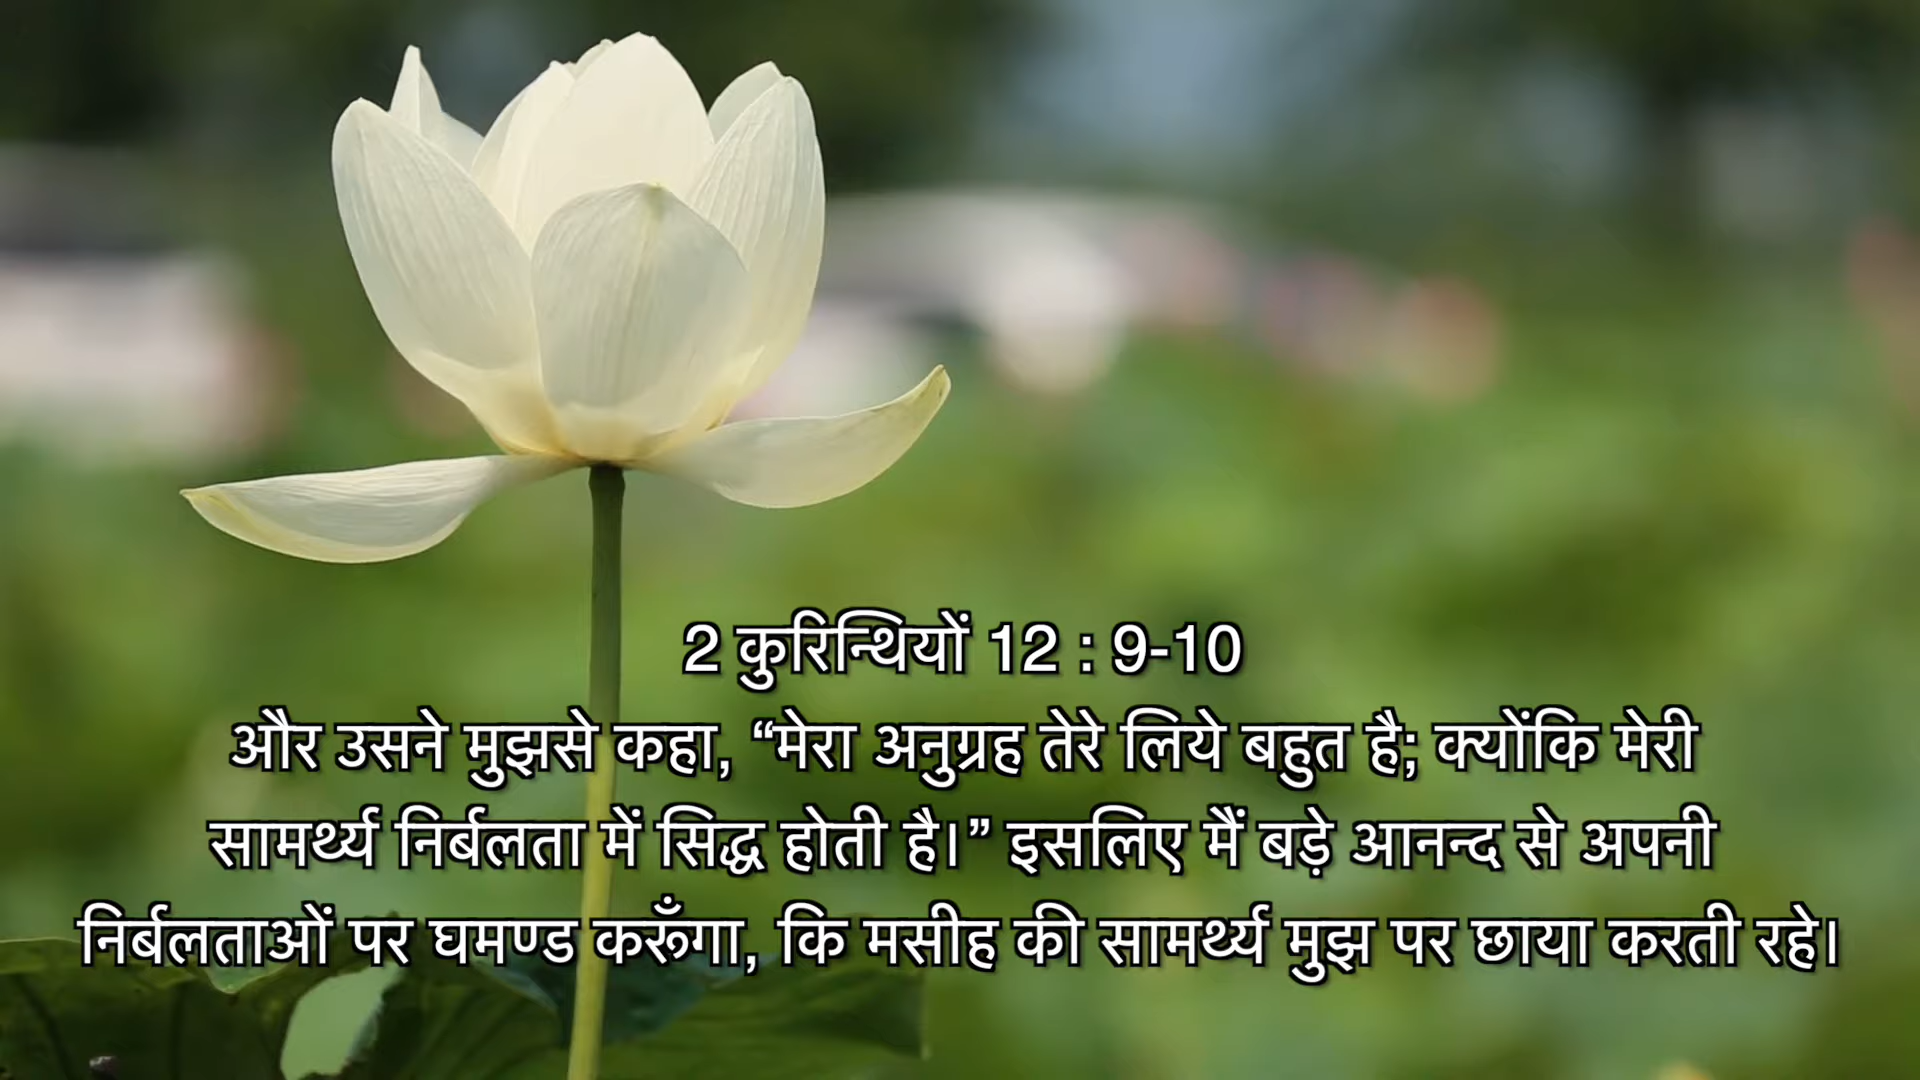 2 कुरिन्थियों 12 : 9-10
और उसने मुझसे कहा, “मेरा अनुग्रह तेरे लिये बहुत है; क्योंकि मेरी
सामर्थ्य निर्बलता में सिद्ध होती है।” इसलिए मैं बड़े आनन्द से अपनी
निर्बलताओं पर घमण्ड करूँगा, कि मसीह की सामर्थ्य मुझ पर छाया करती रहे।